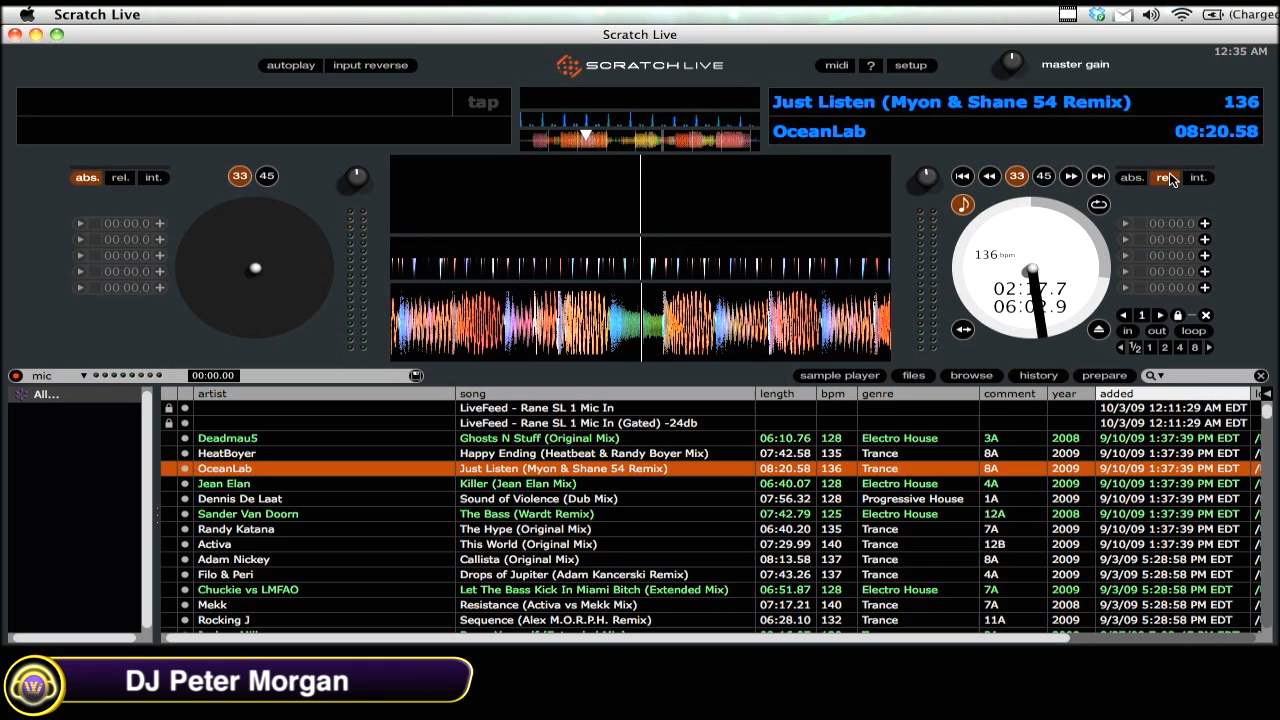 Scratch Live (Charge
Scratch Live
12:35 AM
autoplay input reverse SCRATCH LIVE midi ? setup master gain
tap
Just Listen (Myon & Shane 54 Remix) 136
OceanLab 08:20.58
abs. rel. int. 33 45 33 45 abs. int.
00:00.0 00:00.0
00:00.0 00:00.0
00:00.0 136 bpm 00:00.0
00:00.0 00:00.0
00:00.0 00:00.0
1
in out loop
1/2 1 2 4 8
mic 00:00.00 sample player files browse history prepare
All...
artist song length bpm genre comment year added
LiveFeed - Rane SL 1 Mic In 10/3/09 12:11:29 AM EDT
LiveFeed - Rane SL 1 Mic In (Gated) -24db 10/3/09 12:11:29 AM EDT
Deadmau5 Ghosts N Stuff (Original Mix) 06:10.76 128 Electro House 3A 2008 9/10/09 1:37:39 PM EDT
HeatBoyer Happy Ending (Heatbeat & Randy Boyer Mix) 07:42.58 135 Trance 8A 2009 9/10/09 1:37:39 PM EDT
OceanLab Just Listen (Myon & Shane 54 Remix) 08:20.58 136 Trance 8A 2009 9/10/09 1:37:39 PM EDT
Jean Elan Killer (Jean Elan Mix) 06:40.07 128 Electro House 4A 2009 9/10/09 1:37:39 PM EDT
Dennis De Laat Sound of Violence (Dub Mix) 07:56.32 128 Progressive House 1A 2009 9/10/09 1:37:39 PM EDT
Sander Van Doorn The Bass (Wardt Remix) 07:42.79 125 Electro House 12A 2008 9/10/09 1:37:39 PM EDT
Randy Katana The Hype (Original Mix) 06:40.20 135 Trance 7A 2009 9/10/09 1:37:39 PM EDT
Activa This World (Original Mix) 07:29.99 140 Trance 12B 2009 9/10/09 1:37:39 PM EDT
Adam Nickey Callista (Original Mix) 08:13.58 137 Trance 8A 2009 9/3/09 5:28:58 PM EDT
Filo & Peri Drops of Jupiter (Adam Kancerski Remix) 07:43.26 137 Trance 4A 2009 9/3/09 5:28:58 PM EDT
Chuckie vs LMFAO Let The Bass Kick In Miami Bitch (Extended Mix) 06:51.87 128 Electro House 7A 2009 9/3/09 5:28:58 PM EDT
Mekk Resistance (Activa vs Mekk Mix) 07:17.21 140 Trance 7A 2008 9/3/09 5:28:58 PM EDT
Rocking J Sequence (Alex M.O.R.P.H. Remix) 06:28.10 132 Trance 11A 2009 9/3/09 5:28:58 PM EDT
DJ Peter Morgan